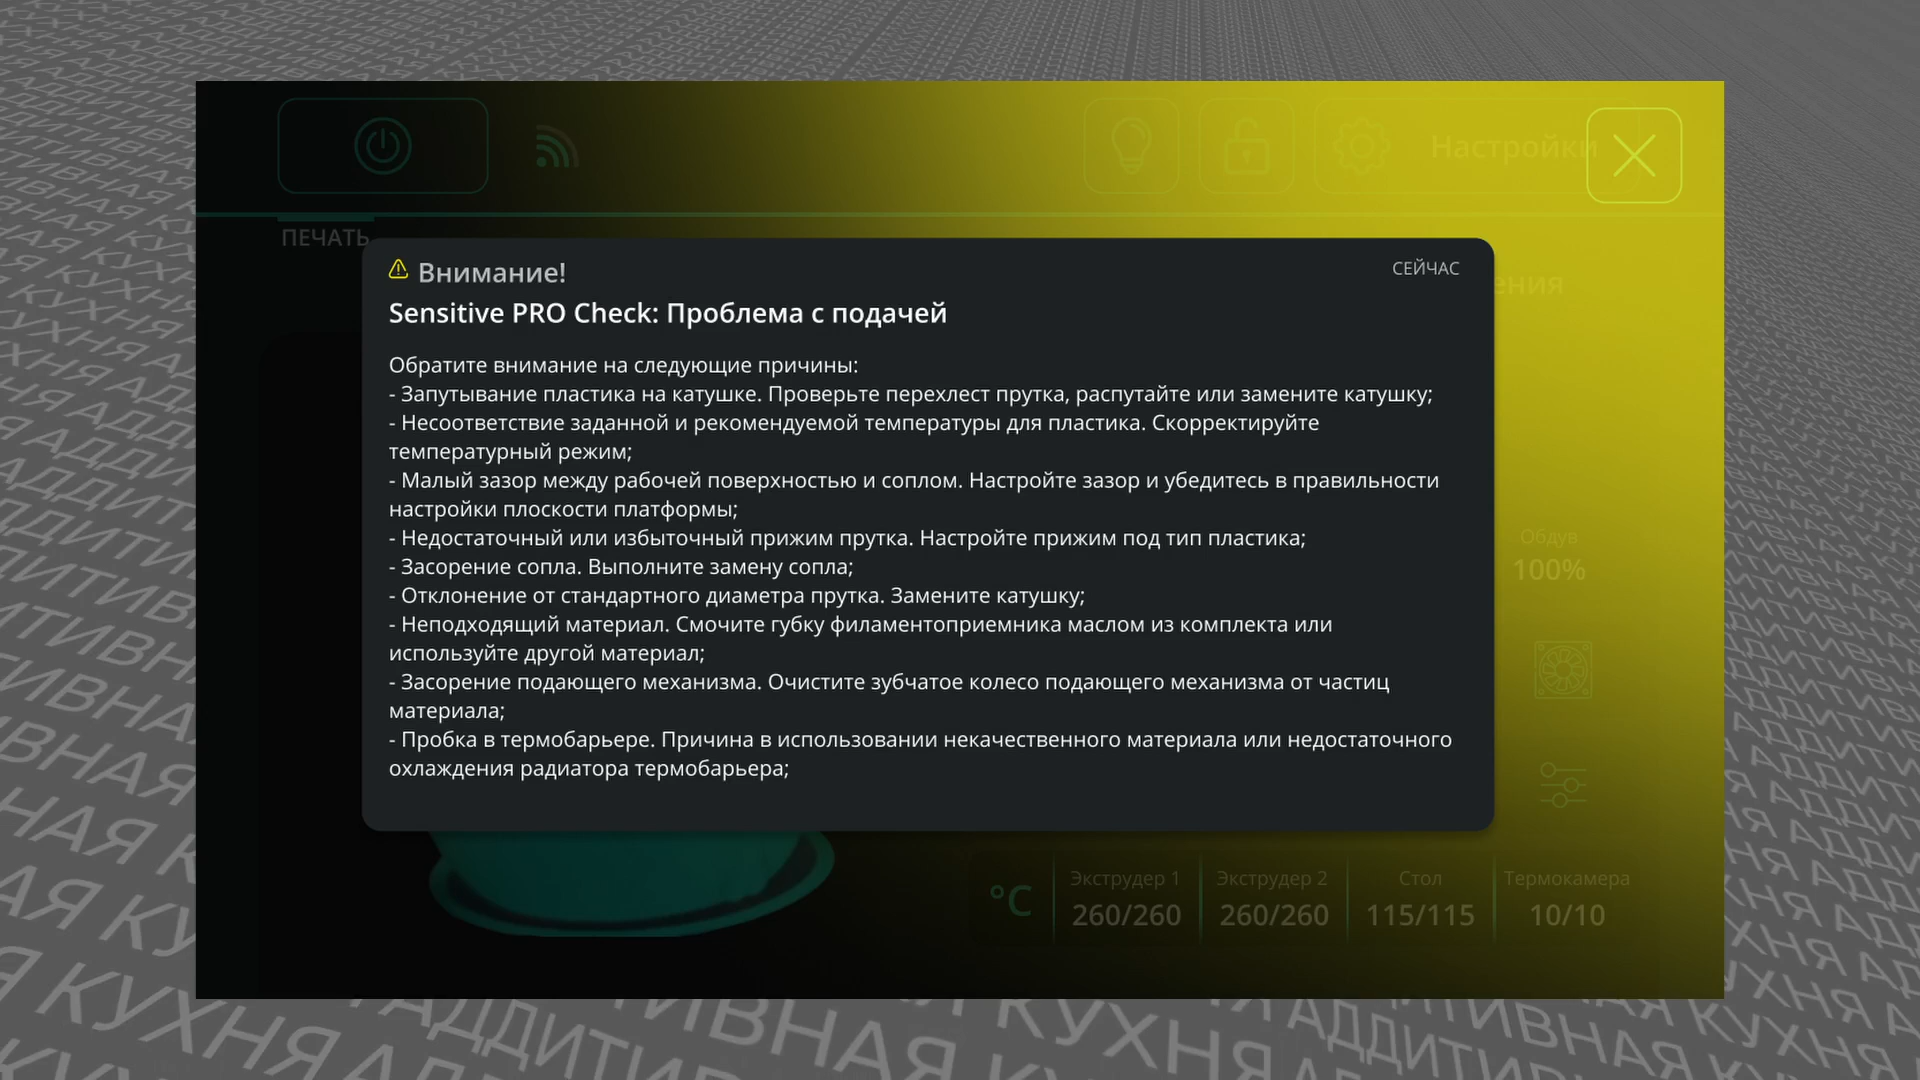 Настройки
ПЕЧАТЬ
Внимание!
СЕЙЧАС
Sensitive PRO Check: Проблема с подачей
ения
Обратите внимание на следующие причины:
- Запутывание пластика на катушке. Проверьте перехлест прутка, распутайте или замените катушку;
- Несоответствие заданной и рекомендуемой температуры для пластика. Скорректируйте
температурный режим;
- Малый зазор между рабочей поверхностью и соплом. Настройте зазор и убедитесь в правильности
настройки плоскости платформы;
- Недостаточный или избыточный прижим прутка. Настройте прижим под тип пластика;
- Засорение сопла. Выполните замену сопла;
- Отклонение от стандартного диаметра прутка. Замените катушку;
- Неподходящий материал. Смочите губку филаментоприемника маслом из комплекта или
используйте другой материал;
- Засорение подающего механизма. Очистите зубчатое колесо подающего механизма от частиц
материала;
- Пробка в термобарьере. Причина в использовании некачественного материала или недостаточного
охлаждения радиатора термобарьера;
Обдув
100%
°C
Экструдер 1
260/260
Экструдер 2
260/260
Стол
115/115
Термокамера
10/10
АДДИТИВНАЯ КУХНЯ